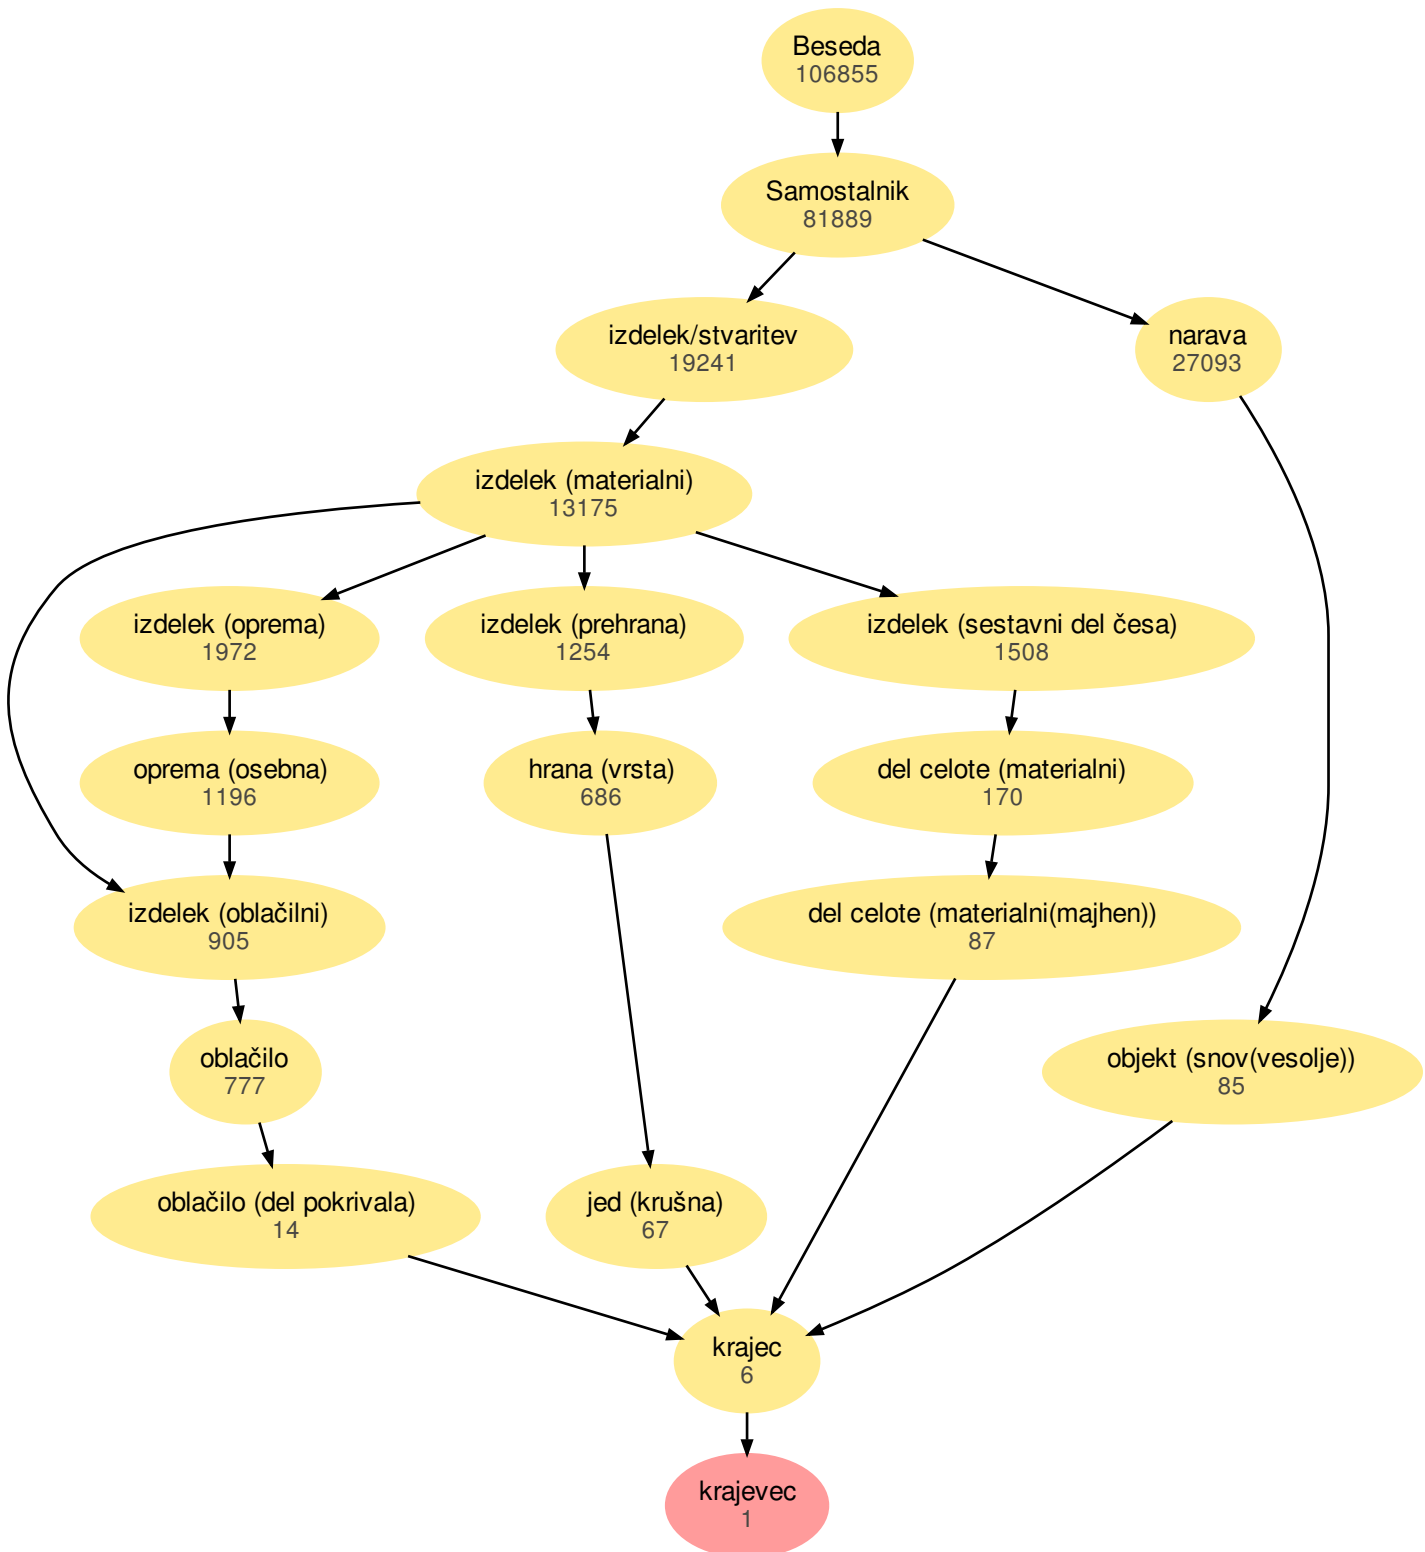 Beseda
106855
Samostalnik
81889
izdelek/stvaritev
19241
narava
27093
izdelek (materialni)
13175
izdelek (oprema)
1972
izdelek (prehrana)
1254
izdelek (sestavni del česa)
1508
oprema (osebna)
1196
hrana (vrsta)
686
del celote (materialni)
170
izdelek (oblačilni)
905
del celote (materialni(majhen))
87
oblačilo
777
objekt (snov(vesolje))
85
oblačilo (del pokrivala)
14
jed (krušna)
67
krajec
6
krajevec
1